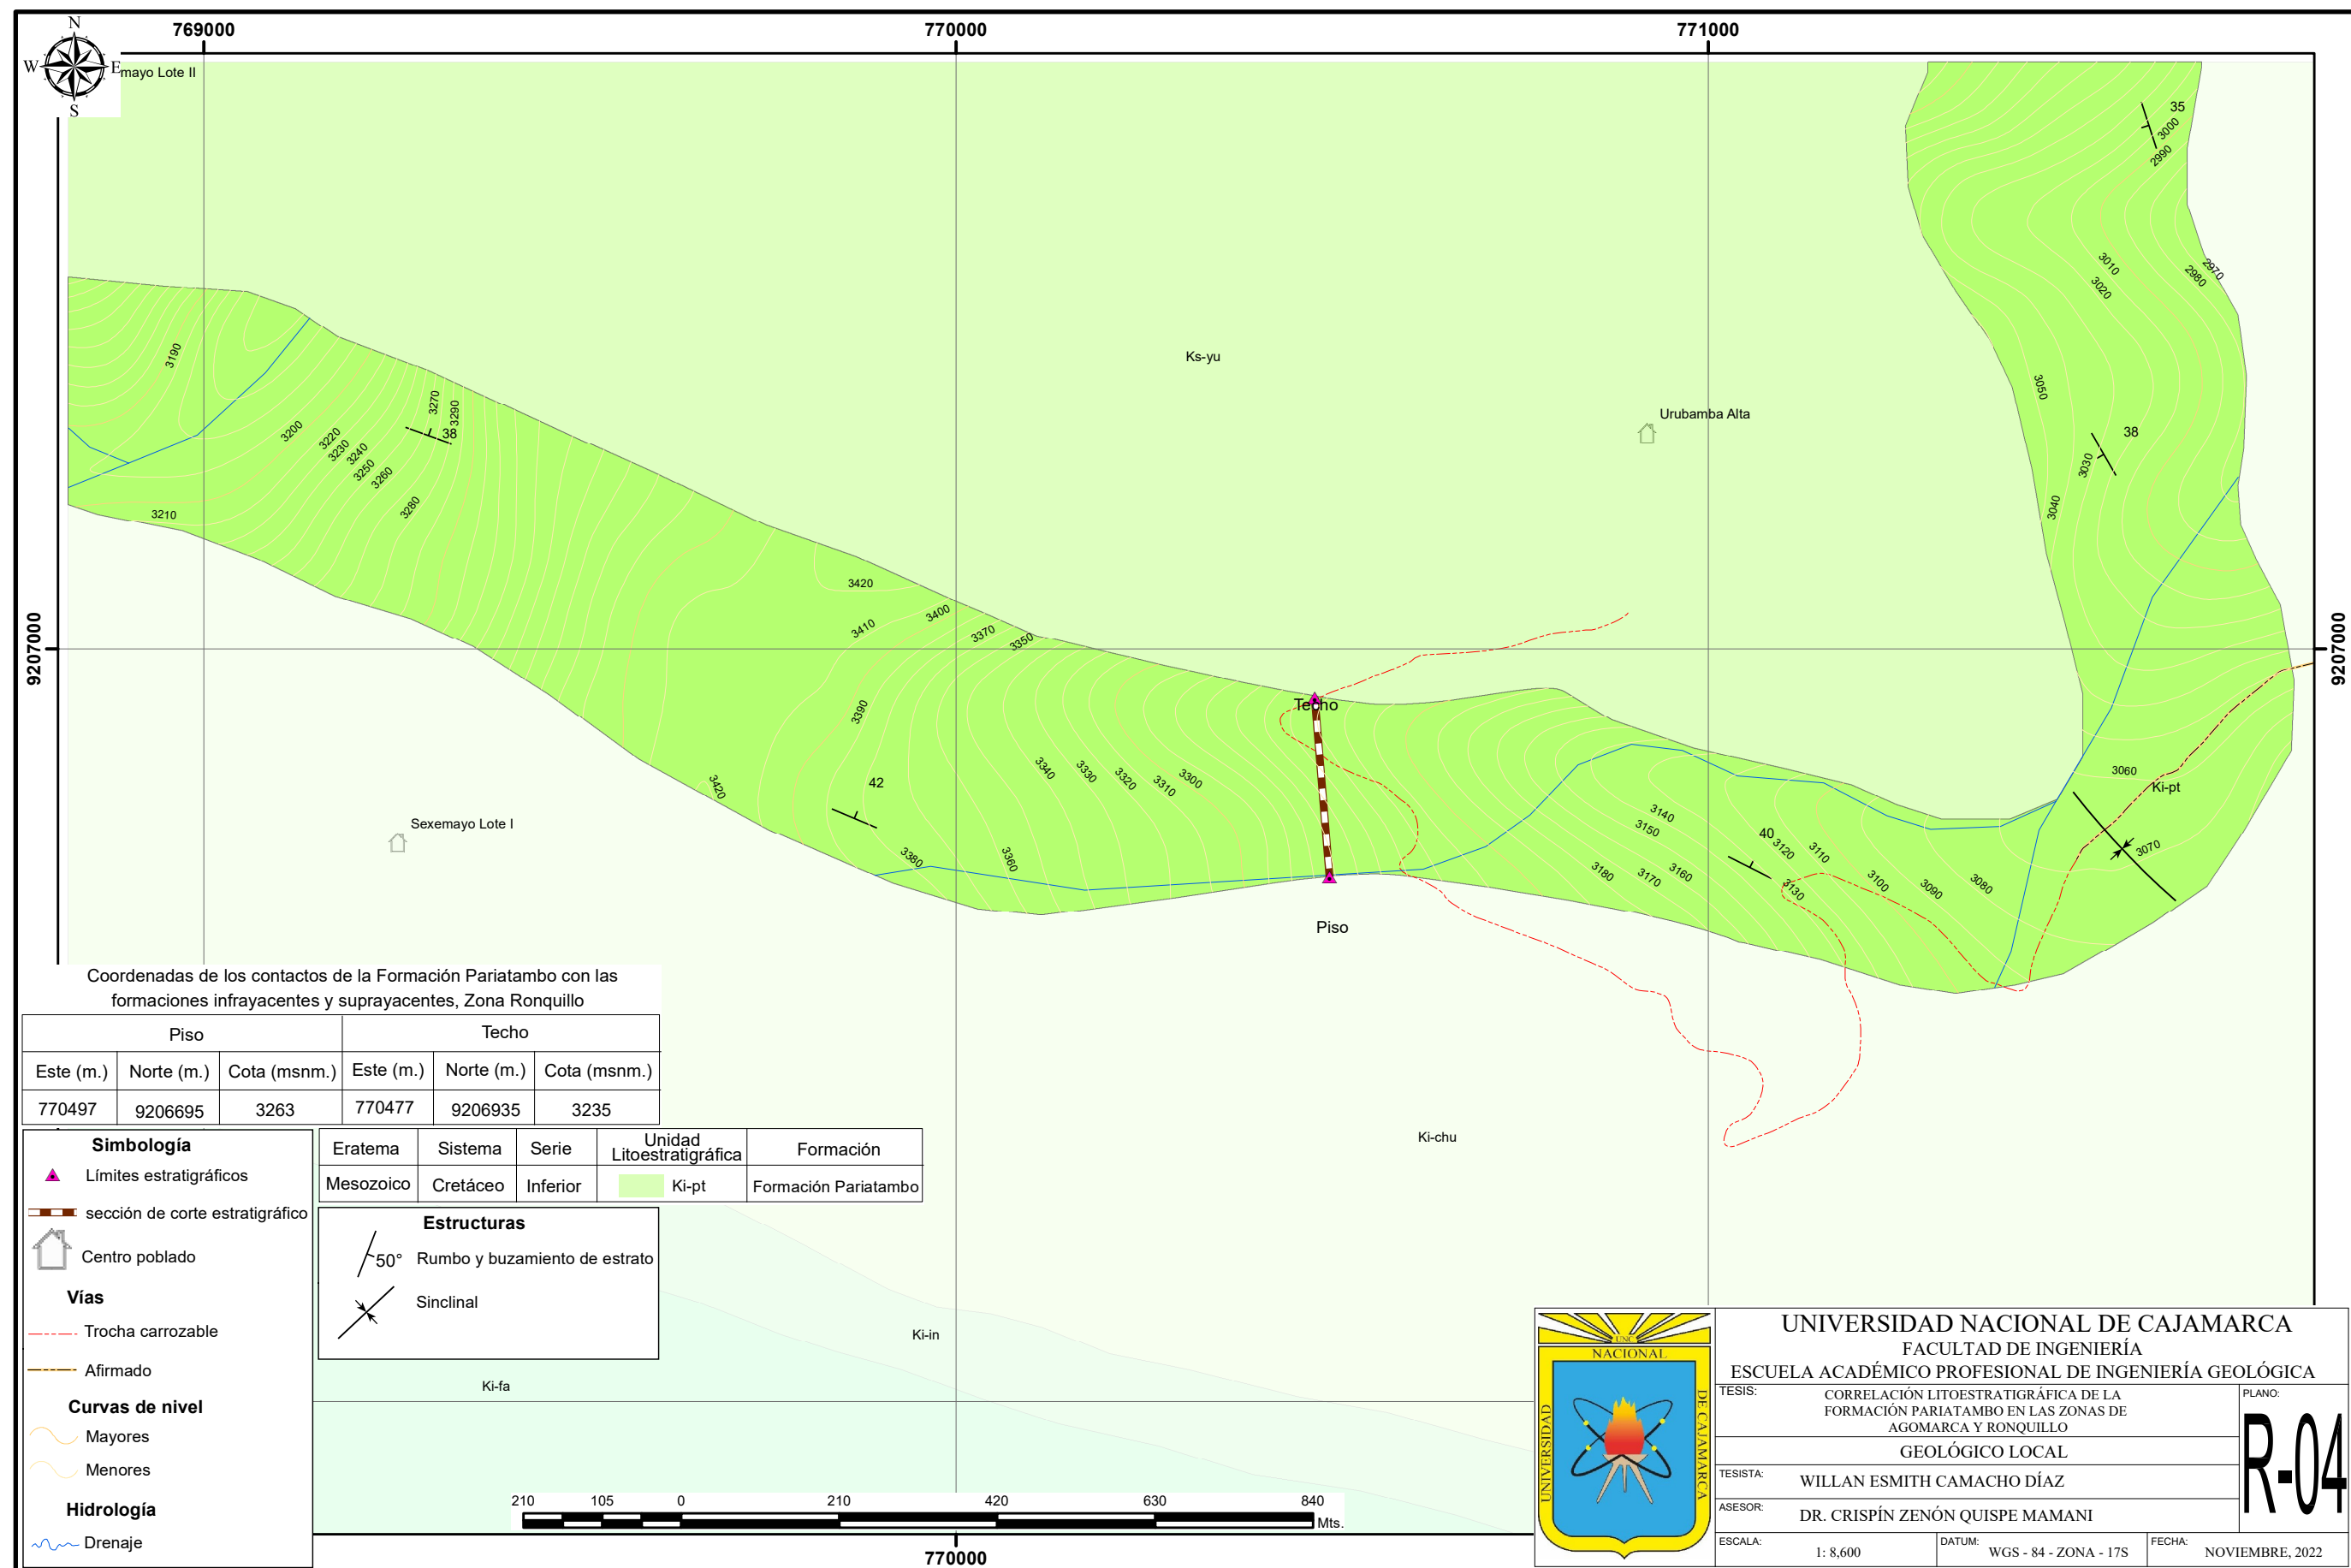 769000
770000
771000
N
W
E
S
mayo Lote II
35
3000
2990
3010
3020
2970
2980
3190
Ks-yu
3270
3290
38
Urubamba Alta
3050
38
3030
3200
3220
3230
3240
3250
3260
3280
3210
3040
9207000
9207000
3420
3410
3400
3370
3350
3390
Techo
42
3420
3340
3330
3320
3310
3300
3060
Ki-pt
3070
Sexemayo Lote I
3380
3360
3140
3150
40
3120
3110
3180
3170
3160
3130
3100
3090
3080
Piso
Coordenadas de los contactos de la Formación Pariatambo con las
formaciones infrayacentes y suprayacentes, Zona Ronquillo
Piso
Techo
Este (m.)
Norte (m.)
Cota (msnm.)
Este (m.)
Norte (m.)
Cota (msnm.)
770497
9206695
3263
770477
9206935
3235
Ki-chu
Simbología
Límites estratigráficos
sección de corte estratigráfico
Centro poblado
Vías
Trocha carrozable
Afirmado
Curvas de nivel
Mayores
Menores
Hidrología
Drenaje
Eratema
Sistema
Serie
Unidad
Litoestratigráfica
Formación
Mesozoico
Cretáceo
Inferior
Ki-pt
Formación Pariatambo
Estructuras
50°
Rumbo y buzamiento de estrato
Sinclinal
Ki-in
Ki-fa
210
105
0
210
420
630
840
Mts.
770000
UNC
NACIONAL
UNIVERSIDAD
DE CAJAMARCA
UNIVERSIDAD NACIONAL DE CAJAMARCA
FACULTAD DE INGENIERÍA
ESCUELA ACADÉMICO PROFESIONAL DE INGENIERÍA GEOLÓGICA
TESIS:
CORRELACIÓN LITOESTRATIGRÁFICA DE LA
FORMACIÓN PARIATAMBO EN LAS ZONAS DE
AGOMARCA Y RONQUILLO
PLANO:
R-04
GEOLÓGICO LOCAL
TESISTA:
WILLAN ESMITH CAMACHO DÍAZ
ASESOR:
DR. CRISPÍN ZENÓN QUISPE MAMANI
ESCALA:
1: 8,600
DATUM:
WGS - 84 - ZONA - 17S
FECHA:
NOVIEMBRE, 2022